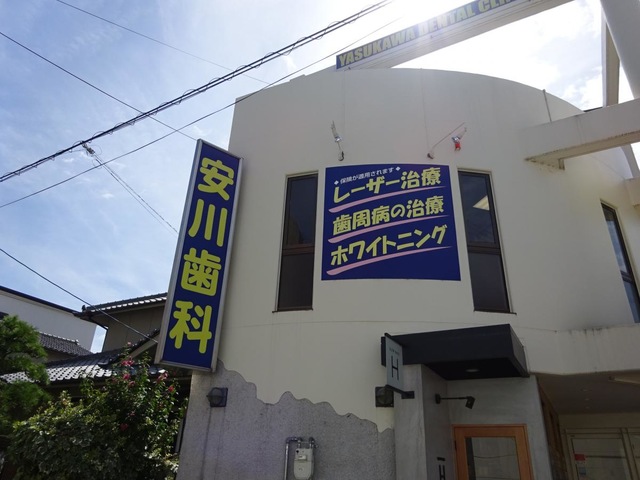 YASUKAWA DENTAL CLINIC
安川歯科
◆保険が適用されます◆
レーザー治療
歯周病の治療
ホワイトニング
H
H